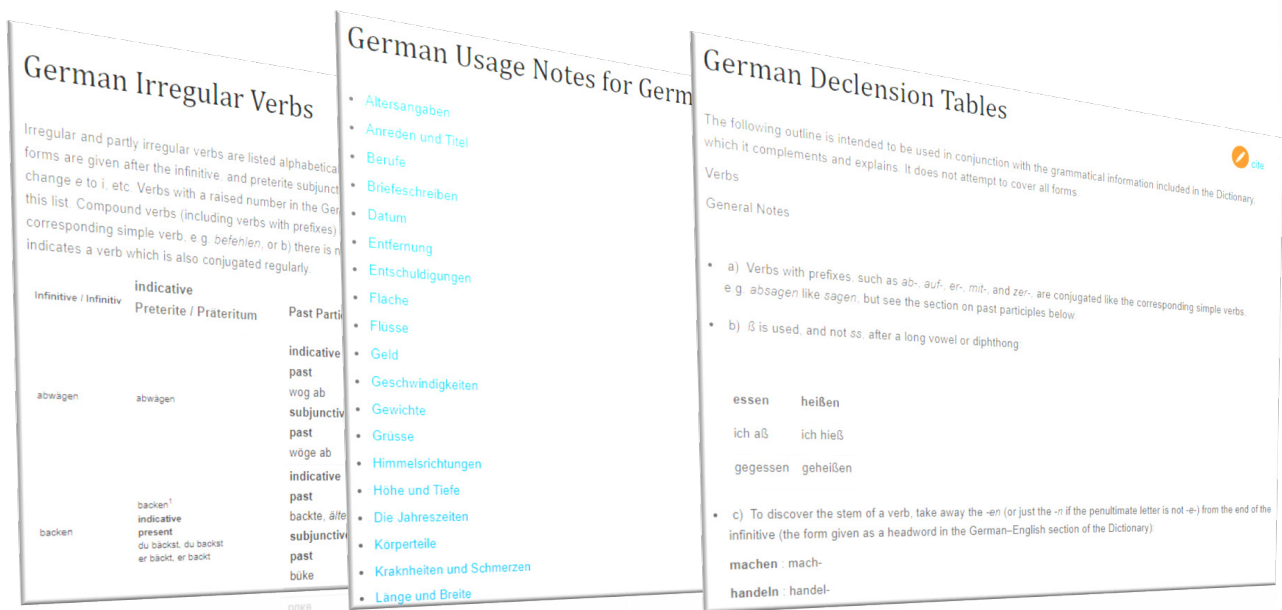 German Irregular Verbs
Irregular and partly irregular verbs are listed alphabetical
forms are given after the infinitive. and preterite subjunct
change e to i, etc. Verbs with a raised number in the Ger
this list. Compound verbs (including verbs with prefixes)
corresponding simple verb, e.g. befehlen, or b) there is n
indicates a verb which is also conjugated regularly.
Infinitive / Infinitiv
indicative
Preterite / Präteritum
Past Parti
abwägen
abwägen
indicative
past
wog ab
subjunctiv
past
wöge ab
backen
backen¹
indicative
present
du bäckst, du backst
er bäckt, er backt
indicative
past
backte, älte
subjunctive
past
büke
German Usage Notes for Germ
• Altersangaben
• Anreden und Titel
• Berufe
• Briefeschreiben
• Datum
• Entfernung
• Entschuldigungen
• Fläche
• Flüsse
• Geld
• Geschwindigkeiten
• Gewichte
• Grüsse
• Himmelsrichtungen
• Höhe und Tiefe
• Die Jahreszeiten
• Körperteile
• Kraknheiten und Schmerzen
• Länge und Breite
German Declension Tables
cite
The following outline is intended to be used in conjunction with the grammatical information included in the Dictionary,
which it complements and explains. It does not attempt to cover all forms.
Verbs
General Notes
• a) Verbs with prefixes, such as ab-, auf-, er-, mit-, and zer-, are conjugated like the corresponding simple verbs,
e.g. absagen like sagen, but see the section on past participles below.
• b) ß is used, and not ss, after a long vowel or diphthong:
essen heißen
ich aß ich hieß
gegessen geheißen
• c) To discover the stem of a verb, take away the -en (or just the -n if the penultimate letter is not -e-) from the end of the
infinitive (the form given as a headword in the German–English section of the Dictionary):
machen : mach-
handeln : handel-